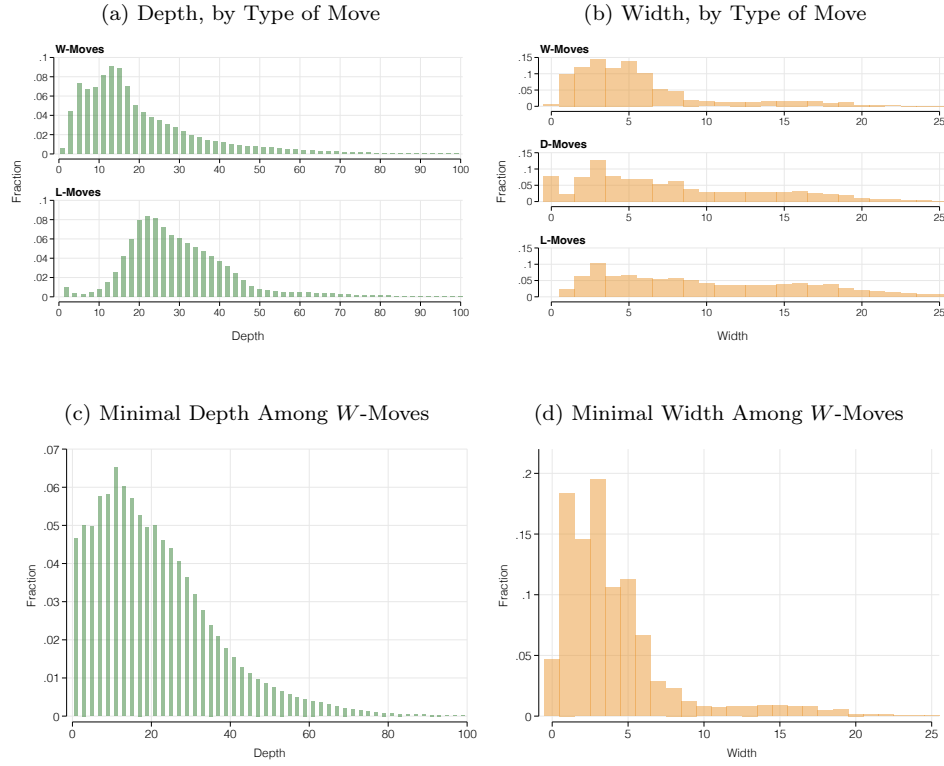 (a) Depth, by Type of Move
W-Moves
.1
.08
.06
.04
.02
0
0 10 20 30 40 50 60 70 80 90 100
L-Moves
.1
.08
.06
.04
.02
0
0 10 20 30 40 50 60 70 80 90 100
Fraction
Depth
(b) Width, by Type of Move
W-Moves
.15
.1
.05
0
0 5 10 15 20 25
D-Moves
.15
.1
.05
0
0 5 10 15 20 25
L-Moves
.15
.1
.05
0
0 5 10 15 20 25
Fraction
Width
(c) Minimal Depth Among W-Moves
.07
.06
.05
.04
.03
.02
.01
0
0 20 40 60 80 100
Fraction
Depth
(d) Minimal Width Among W-Moves
.2
.15
.1
.05
0
0 5 10 15 20 25
Fraction
Width